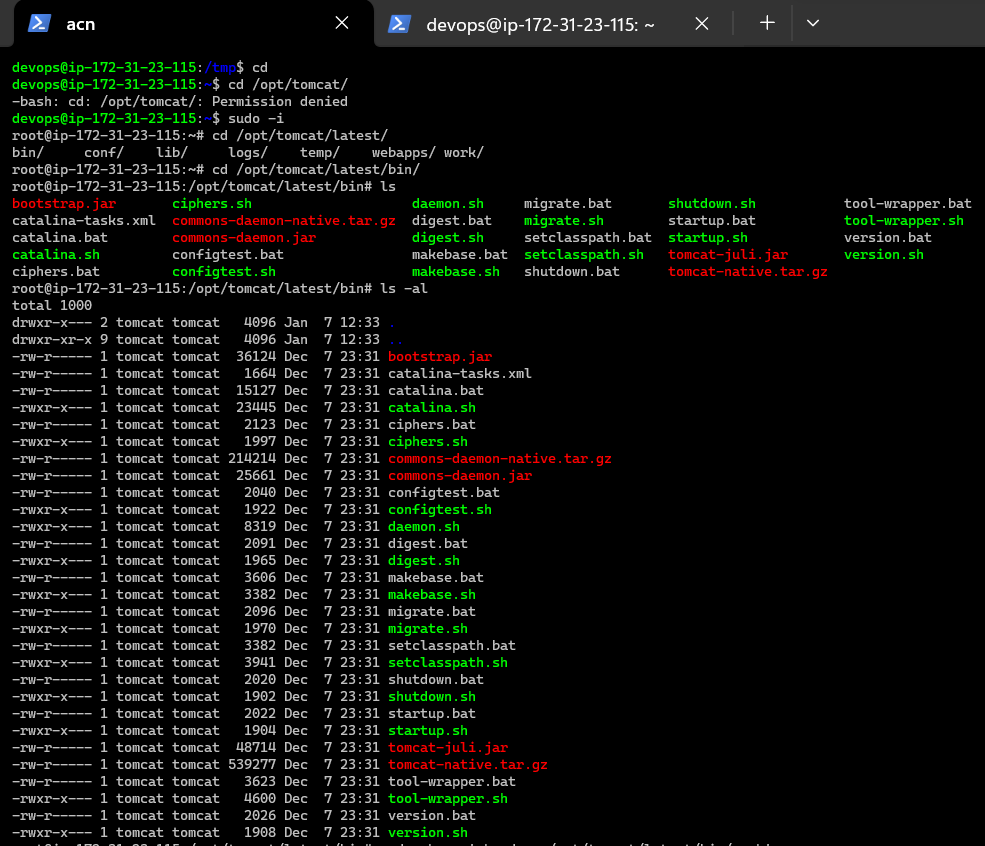 acn
devops@ip-172-31-23-115: ~
devops@ip-172-31-23-115:/tmp$ cd
devops@ip-172-31-23-115:~$ cd /opt/tomcat/
-bash: cd: /opt/tomcat/: Permission denied
devops@ip-172-31-23-115:~$ sudo -i
root@ip-172-31-23-115:~# cd /opt/tomcat/latest/
bin/     conf/    lib/     logs/    temp/    webapps/ work/
root@ip-172-31-23-115:~# cd /opt/tomcat/latest/bin/
root@ip-172-31-23-115:/opt/tomcat/latest/bin# ls
bootstrap.jar       ciphers.sh                    daemon.sh     migrate.bat       shutdown.sh           tool-wrapper.bat
catalina-tasks.xml  commons-daemon-native.tar.gz  digest.bat    migrate.sh        startup.bat           tool-wrapper.sh
catalina.bat        commons-daemon.jar            digest.sh     setclasspath.bat  startup.sh            version.bat
catalina.sh         configtest.bat                makebase.bat  setclasspath.sh   tomcat-juli.jar       version.sh
ciphers.bat         configtest.sh                 makebase.sh   shutdown.bat      tomcat-native.tar.gz
root@ip-172-31-23-115:/opt/tomcat/latest/bin# ls -al
total 1000
drwxr-x--- 2 tomcat tomcat   4096 Jan  7 12:33 .
drwxr-xr-x 9 tomcat tomcat   4096 Jan  7 12:33 ..
-rw-r----- 1 tomcat tomcat  36124 Dec  7 23:31 bootstrap.jar
-rw-r----- 1 tomcat tomcat   1664 Dec  7 23:31 catalina-tasks.xml
-rw-r----- 1 tomcat tomcat  15127 Dec  7 23:31 catalina.bat
-rwxr-x--- 1 tomcat tomcat  23445 Dec  7 23:31 catalina.sh
-rw-r----- 1 tomcat tomcat   2123 Dec  7 23:31 ciphers.bat
-rwxr-x--- 1 tomcat tomcat   1997 Dec  7 23:31 ciphers.sh
-rw-r----- 1 tomcat tomcat 214214 Dec  7 23:31 commons-daemon-native.tar.gz
-rw-r----- 1 tomcat tomcat  25661 Dec  7 23:31 commons-daemon.jar
-rw-r----- 1 tomcat tomcat   2040 Dec  7 23:31 configtest.bat
-rwxr-x--- 1 tomcat tomcat   1922 Dec  7 23:31 configtest.sh
-rwxr-x--- 1 tomcat tomcat   8319 Dec  7 23:31 daemon.sh
-rw-r----- 1 tomcat tomcat   2091 Dec  7 23:31 digest.bat
-rwxr-x--- 1 tomcat tomcat   1965 Dec  7 23:31 digest.sh
-rw-r----- 1 tomcat tomcat   3606 Dec  7 23:31 makebase.bat
-rwxr-x--- 1 tomcat tomcat   3382 Dec  7 23:31 makebase.sh
-rw-r----- 1 tomcat tomcat   2096 Dec  7 23:31 migrate.bat
-rwxr-x--- 1 tomcat tomcat   1970 Dec  7 23:31 migrate.sh
-rw-r----- 1 tomcat tomcat   3382 Dec  7 23:31 setclasspath.bat
-rwxr-x--- 1 tomcat tomcat   3941 Dec  7 23:31 setclasspath.sh
-rw-r----- 1 tomcat tomcat   2020 Dec  7 23:31 shutdown.bat
-rwxr-x--- 1 tomcat tomcat   1902 Dec  7 23:31 shutdown.sh
-rw-r----- 1 tomcat tomcat   2022 Dec  7 23:31 startup.bat
-rwxr-x--- 1 tomcat tomcat   1904 Dec  7 23:31 startup.sh
-rw-r----- 1 tomcat tomcat  48714 Dec  7 23:31 tomcat-juli.jar
-rw-r----- 1 tomcat tomcat 539277 Dec  7 23:31 tomcat-native.tar.gz
-rw-r----- 1 tomcat tomcat   3623 Dec  7 23:31 tool-wrapper.bat
-rwxr-x--- 1 tomcat tomcat   4600 Dec  7 23:31 tool-wrapper.sh
-rw-r----- 1 tomcat tomcat   2026 Dec  7 23:31 version.bat
-rwxr-x--- 1 tomcat tomcat   1908 Dec  7 23:31 version.sh